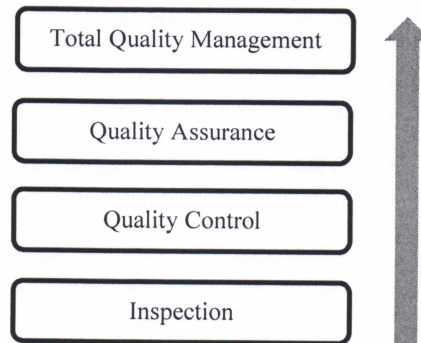 Total Quality Management
Quality Assurance
Quality Control
Inspection